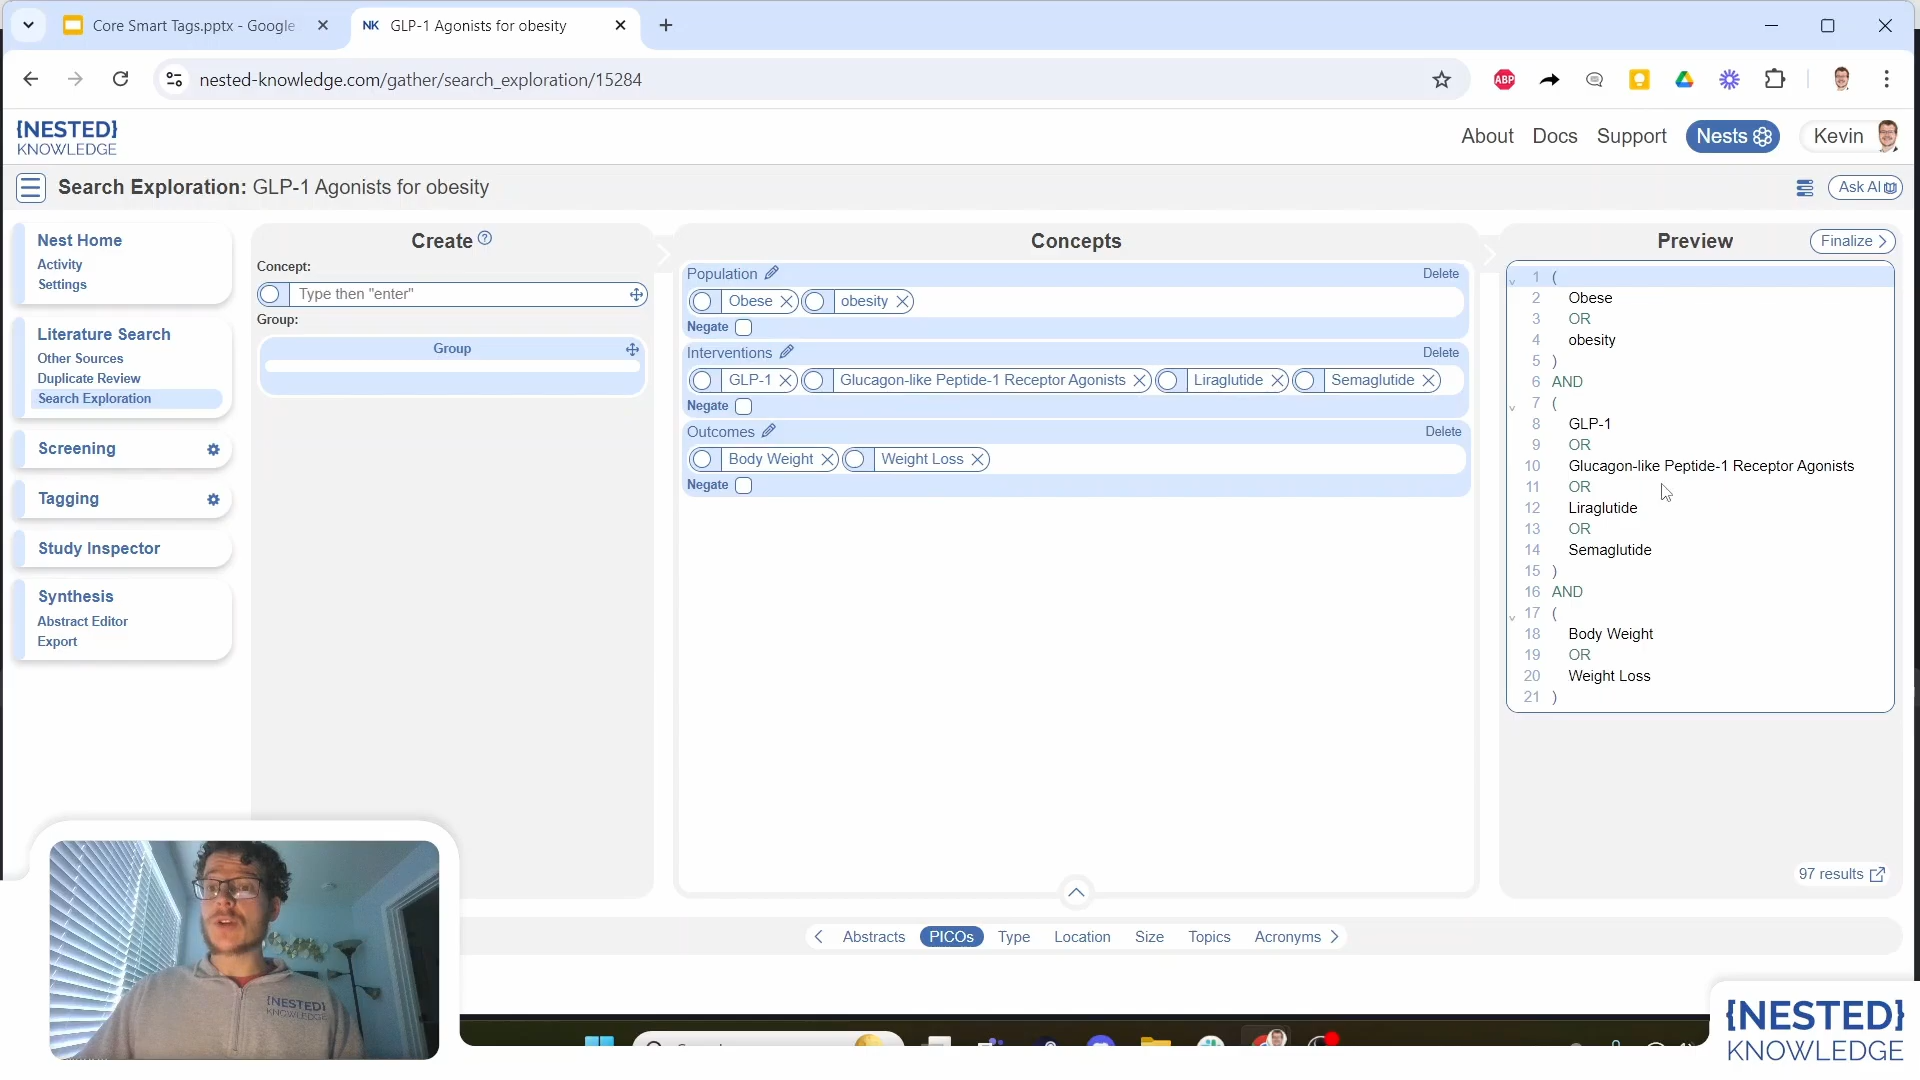 Core Smart Tags.pptx - Google
NK GLP-1 Agonists for obesity
nested-knowledge.com/gather/search_exploration/15284
ABP
{NESTED}
KNOWLEDGE
About Docs Support Nests Kevin
Search Exploration: GLP-1 Agonists for obesity
Ask AI
Nest Home
Activity
Settings
Literature Search
Other Sources
Duplicate Review
Search Exploration
Screening
Tagging
Study Inspector
Synthesis
Abstract Editor
Export
Create ?
Concept:
Type then "enter"
Group:
Group
Concepts
Population Delete
Obese obesity
Negate
Interventions Delete
GLP-1 Glucagon-like Peptide-1 Receptor Agonists Liraglutide Semaglutide
Negate
Outcomes Delete
Body Weight Weight Loss
Negate
Preview
Finalize
1 (
2 Obese
3 OR
4 obesity
5 )
6 AND
7 (
8 GLP-1
9 OR
10 Glucagon-like Peptide-1 Receptor Agonists
11 OR
12 Liraglutide
13 OR
14 Semaglutide
15 )
16 AND
17 (
18 Body Weight
19 OR
20 Weight Loss
21 )
97 results
Abstracts PICOs Type Location Size Topics Acronyms
{NESTED}
KNOWLEDGE
{NESTED}
KNOWLEDGE